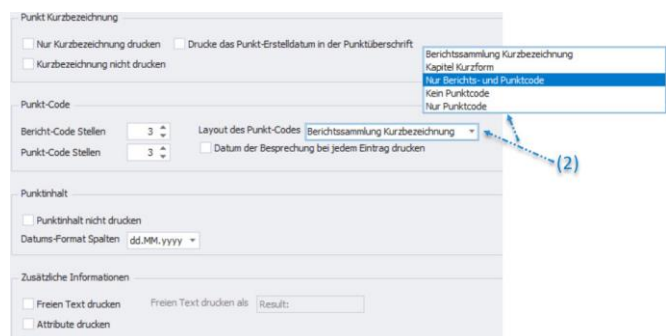 Punkt Kurzbezeichnung
Nur Kurzbezeichnung drucken Drucke das Punkt-Erstelldatum in der Punktüberschrift
Kurzbezeichnung nicht drucken
Berichtssammlung Kurzbezeichnung
Kapitel Kurzform
Nur Berichts- und Punktcode
Kein Punktcode
Nur Punktcode
Punkt-Code
Bericht-Code Stellen 3 Layout des Punkt-Codes Berichtssammlung Kurzbezeichnung
Punkt-Code Stellen 3 Datum der Besprechung bei jedem Eintrag drucken
(2)
Punktinhalt
Punktinhalt nicht drucken
Datums-Format Spalten dd.MM.yyyy
Zusätzliche Informationen
Freien Text drucken Freien Text drucken als Result:
Attribute drucken